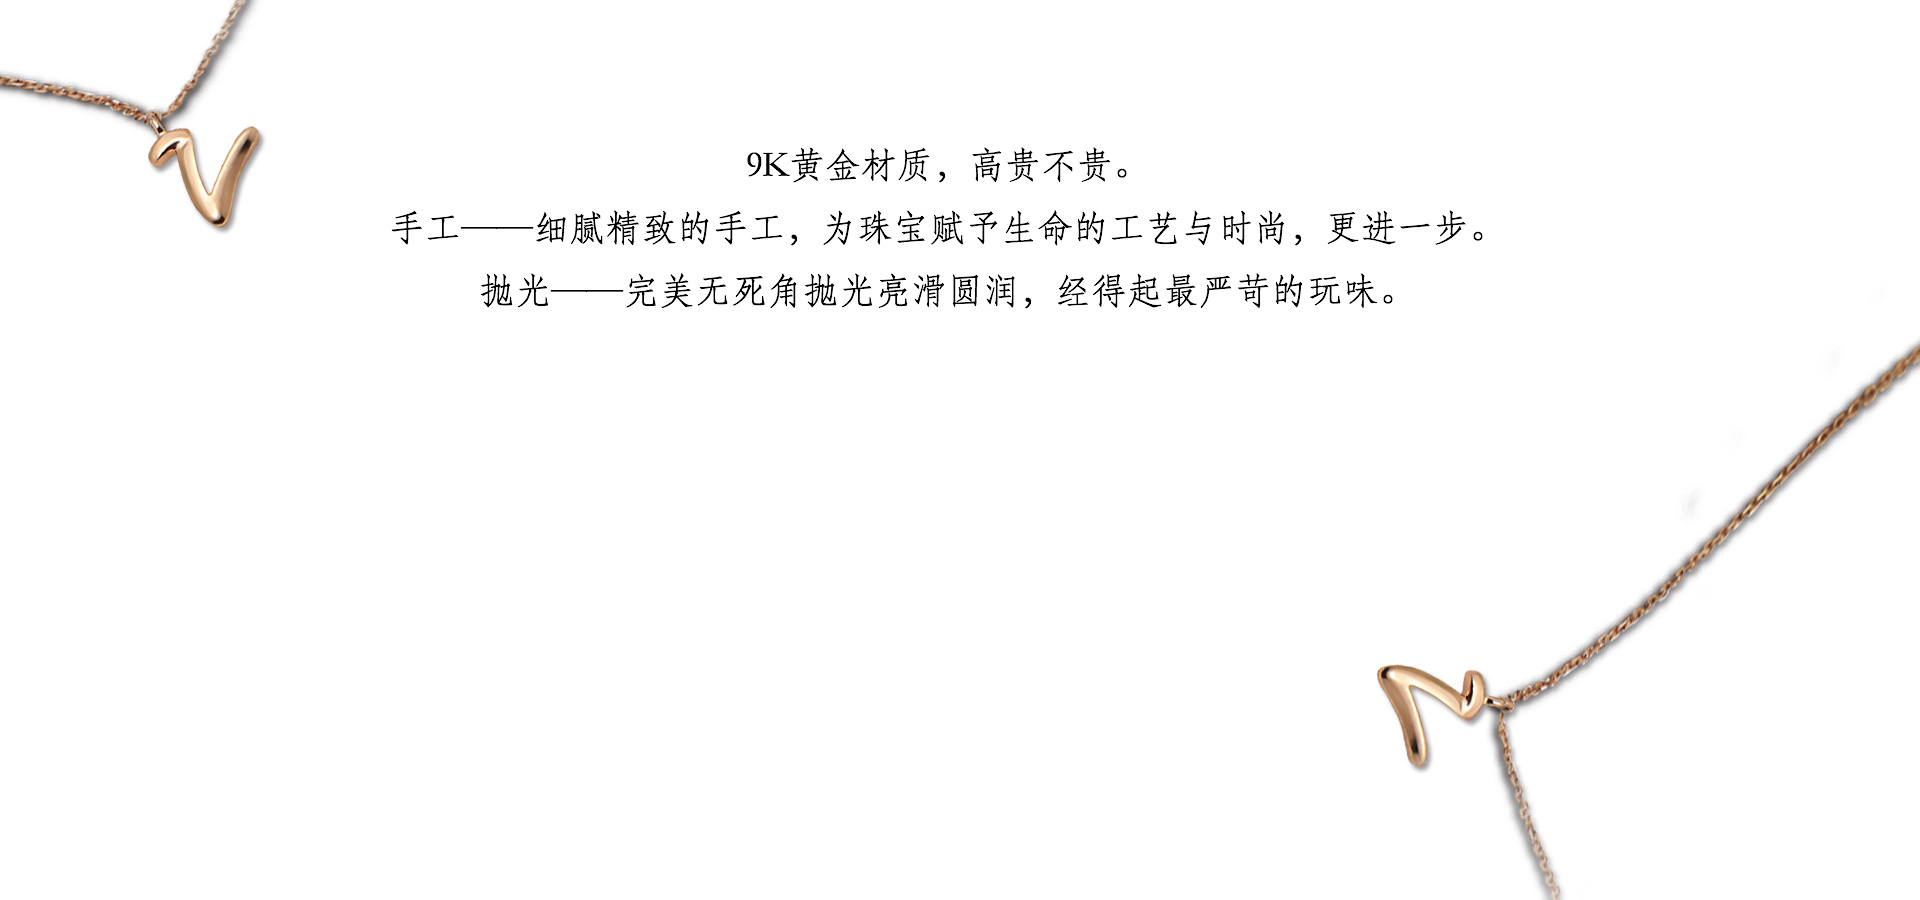 9K黄金材质，高贵不贵。
手工——细腻精致的手工，为珠宝赋予生命的工艺与时尚，更进一步。
抛光——完美无死角抛光亮滑圆润，经得起最严苛的玩味。